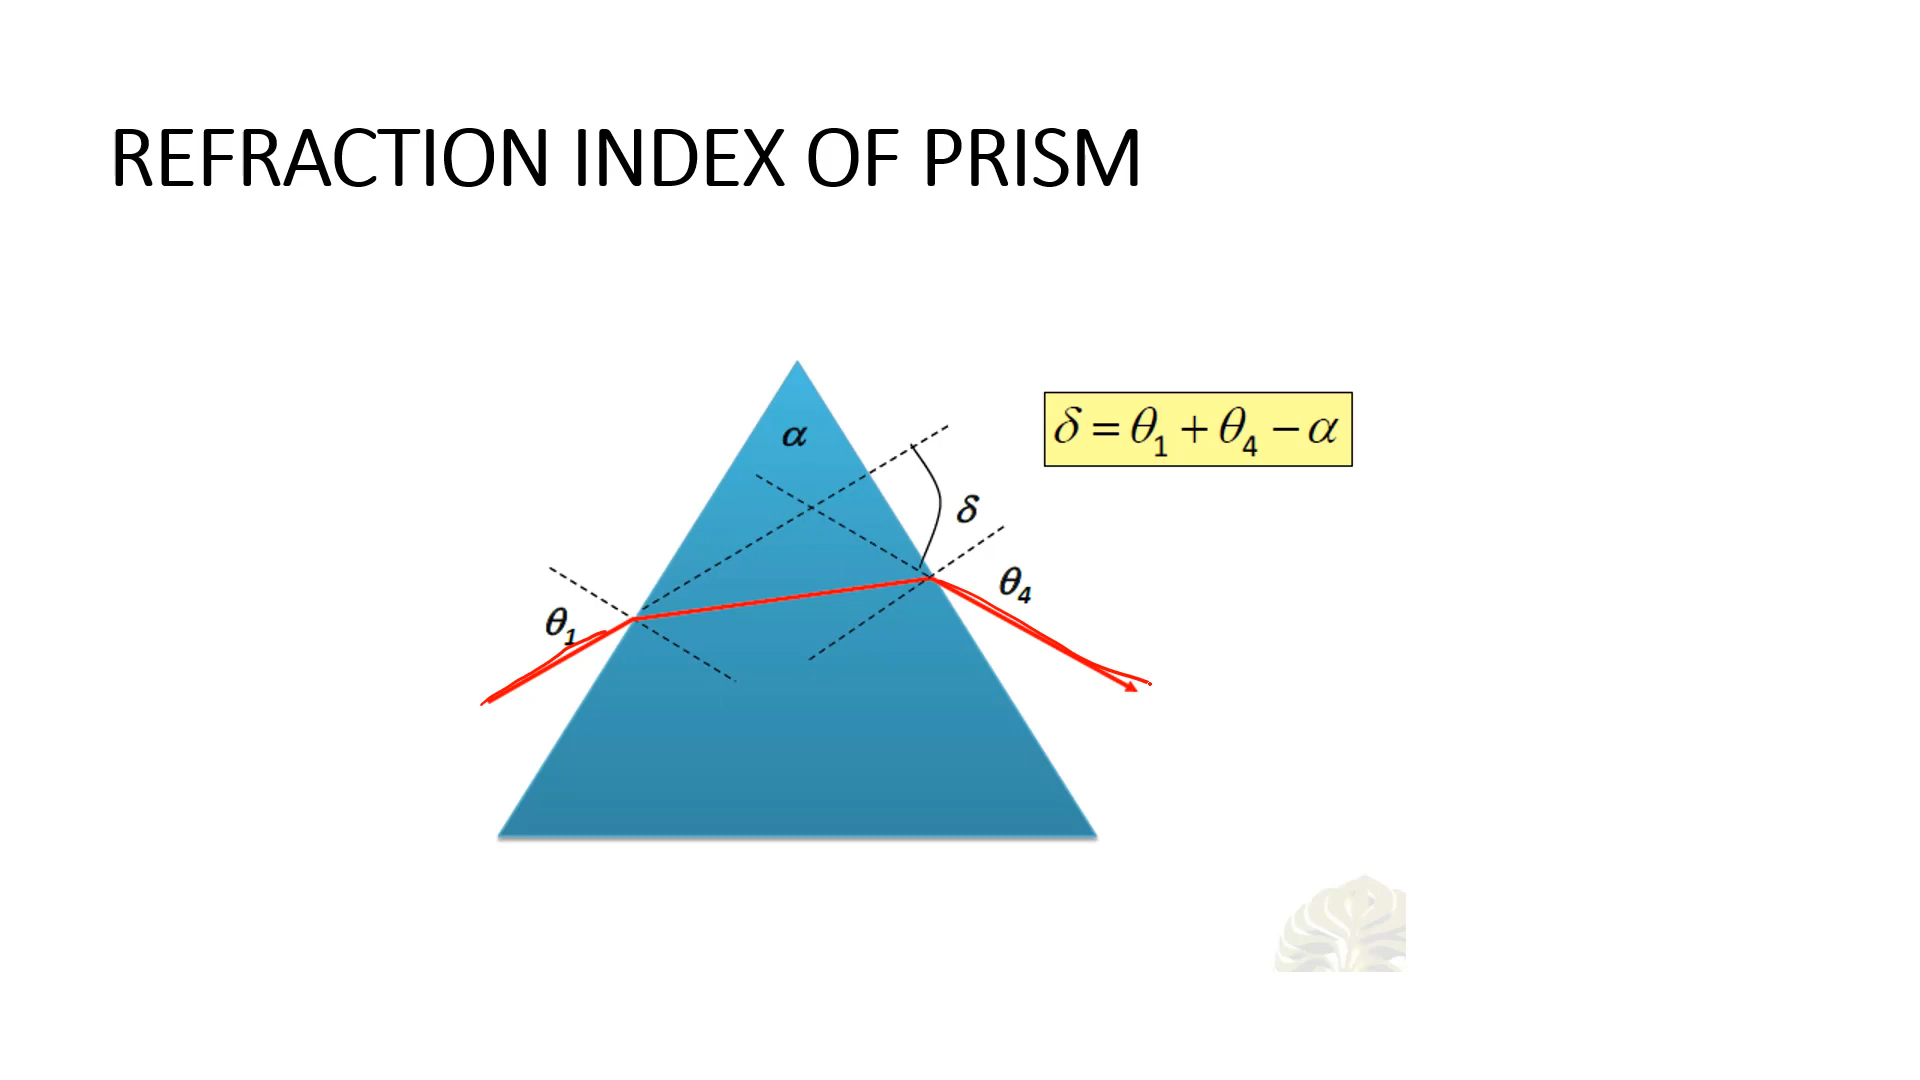 REFRACTION INDEX OF PRISM
α
δ = θ₁ + θ₄ − α
δ
θ₄
θ₁